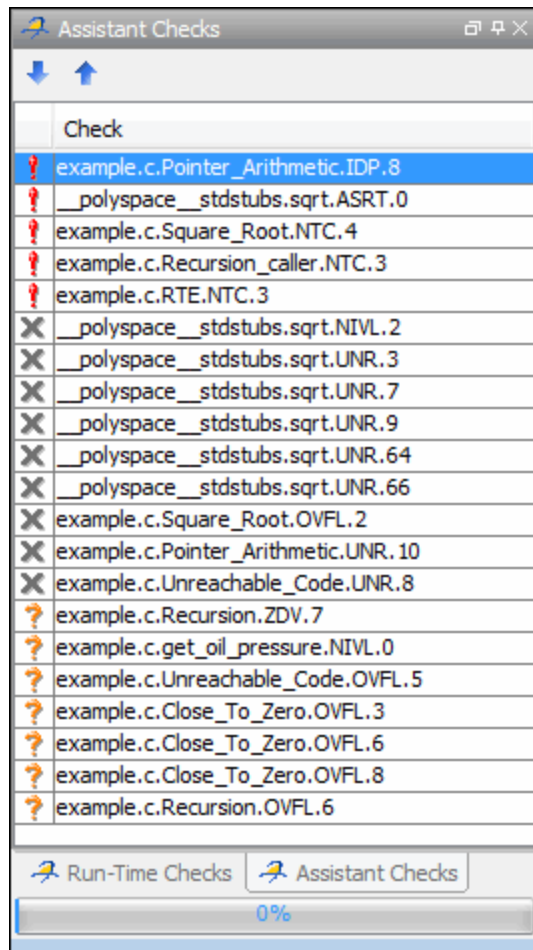 Assistant Checks
Check
example.c.Pointer_Arithmetic.IDP.8
__polyspace__stdstubs.sqrt.ASRT.0
example.c.Square_Root.NTC.4
example.c.Recursion_caller.NTC.3
example.c.RTE.NTC.3
__polyspace__stdstubs.sqrt.NIVL.2
__polyspace__stdstubs.sqrt.UNR.3
__polyspace__stdstubs.sqrt.UNR.7
__polyspace__stdstubs.sqrt.UNR.9
__polyspace__stdstubs.sqrt.UNR.64
__polyspace__stdstubs.sqrt.UNR.66
example.c.Square_Root.OVFL.2
example.c.Pointer_Arithmetic.UNR.10
example.c.Unreachable_Code.UNR.8
example.c.Recursion.ZDV.7
example.c.get_oil_pressure.NIVL.0
example.c.Unreachable_Code.OVFL.5
example.c.Close_To_Zero.OVFL.3
example.c.Close_To_Zero.OVFL.6
example.c.Close_To_Zero.OVFL.8
example.c.Recursion.OVFL.6
Run-Time Checks Assistant Checks
0%